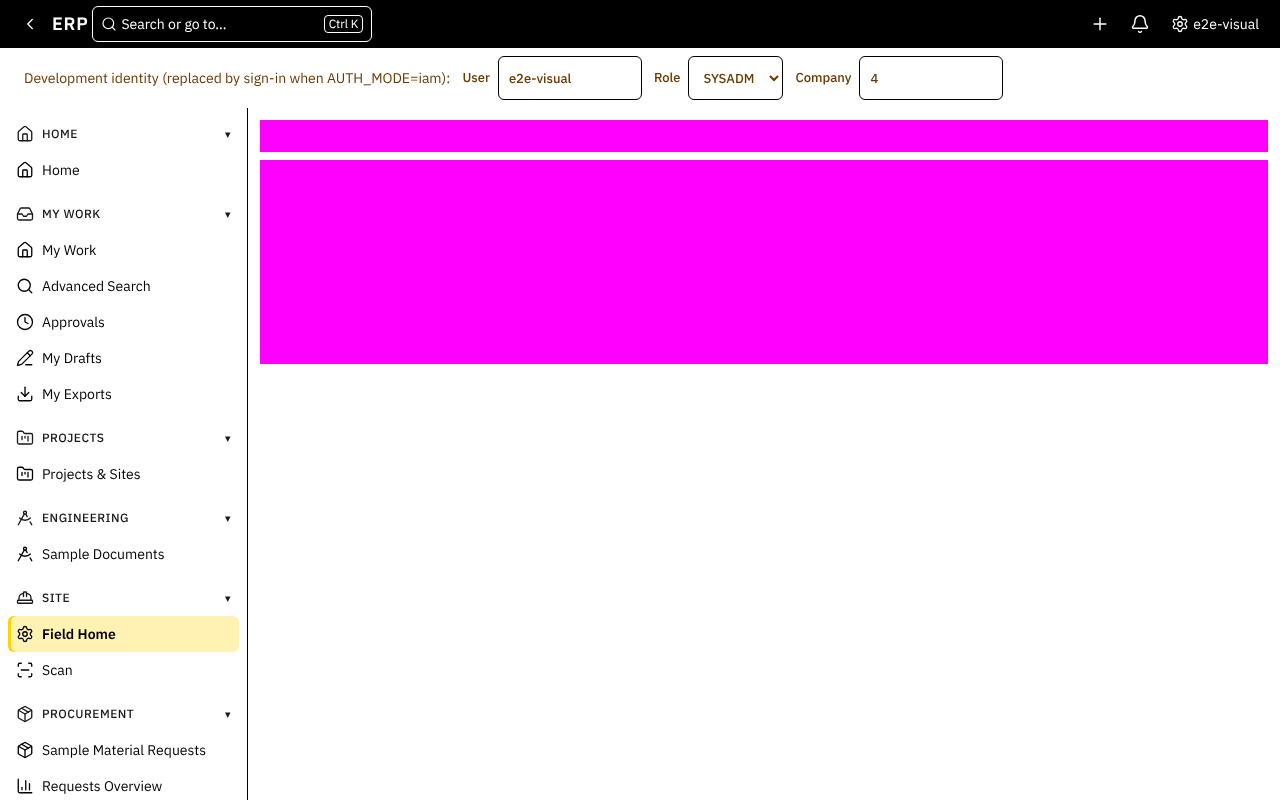 ERP
Search or go to...
Ctrl K
e2e-visual
Development identity (replaced by sign-in when AUTH_MODE=iam):
User
e2e-visual
Role
SYSADM
Company
4
HOME
Home
MY WORK
My Work
Advanced Search
Approvals
My Drafts
My Exports
PROJECTS
Projects & Sites
ENGINEERING
Sample Documents
SITE
Field Home
Scan
PROCUREMENT
Sample Material Requests
Requests Overview